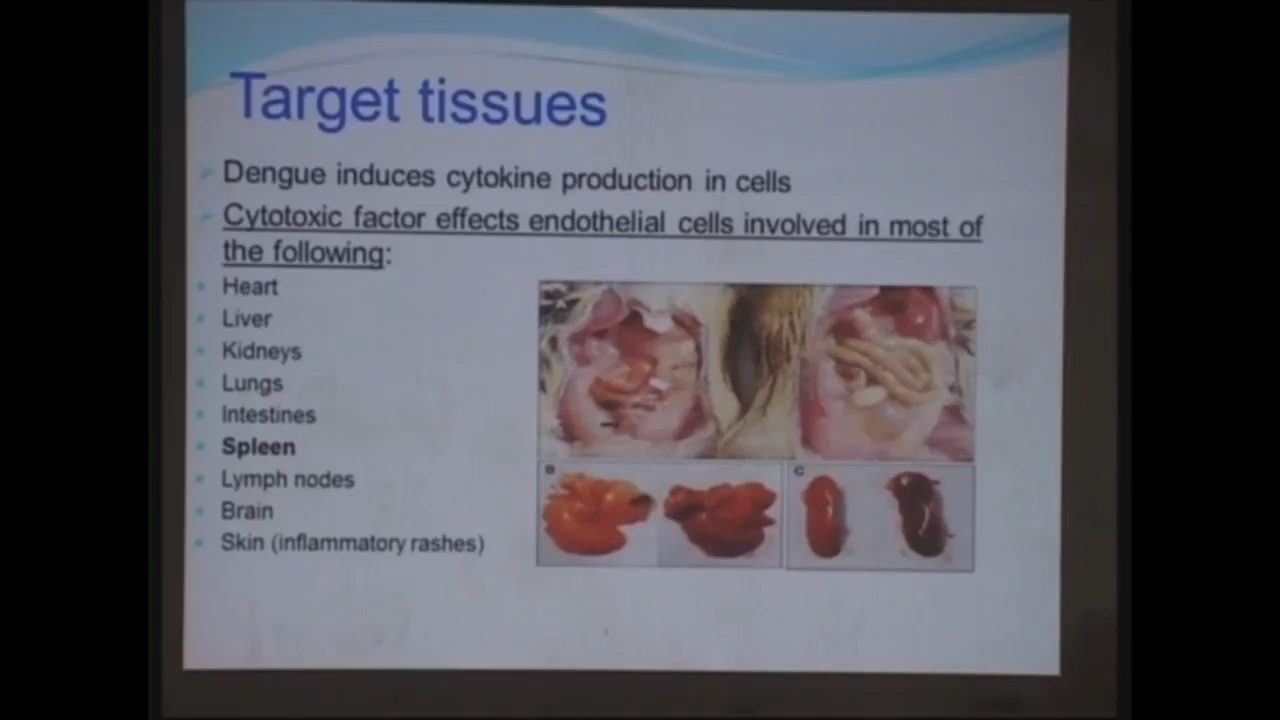 Target tissues
Dengue induces cytokine production in cells
Cytotoxic factor effects endothelial cells involved in most of
the following:
Heart
Liver
Kidneys
Lungs
Intestines
Spleen
Lymph nodes
Brain
Skin (inflammatory rashes)
A
B
C